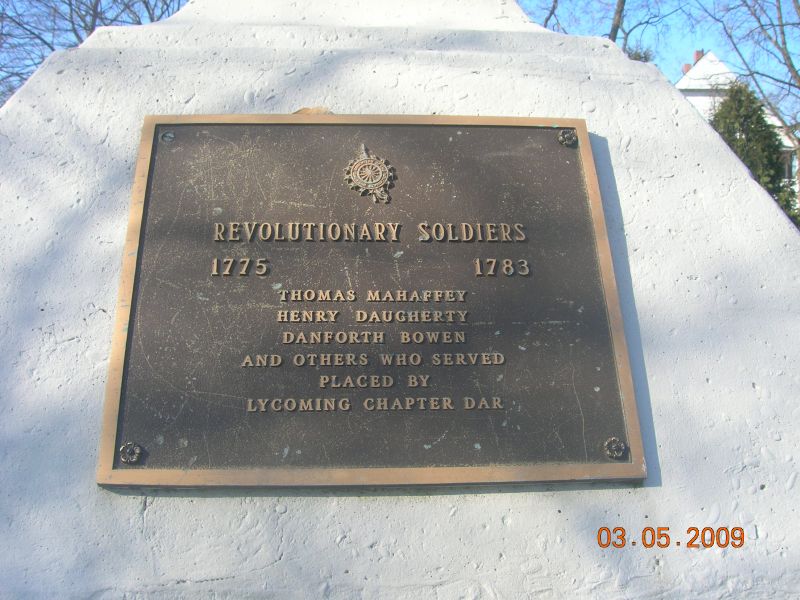 REVOLUTIONARY SOLDIERS
1775 1783
THOMAS MAHAFFEY
HENRY DAUGHERTY
DANFORTH BOWEN
AND OTHERS WHO SERVED
PLACED BY
LYCOMING CHAPTER DAR
03.05.2009